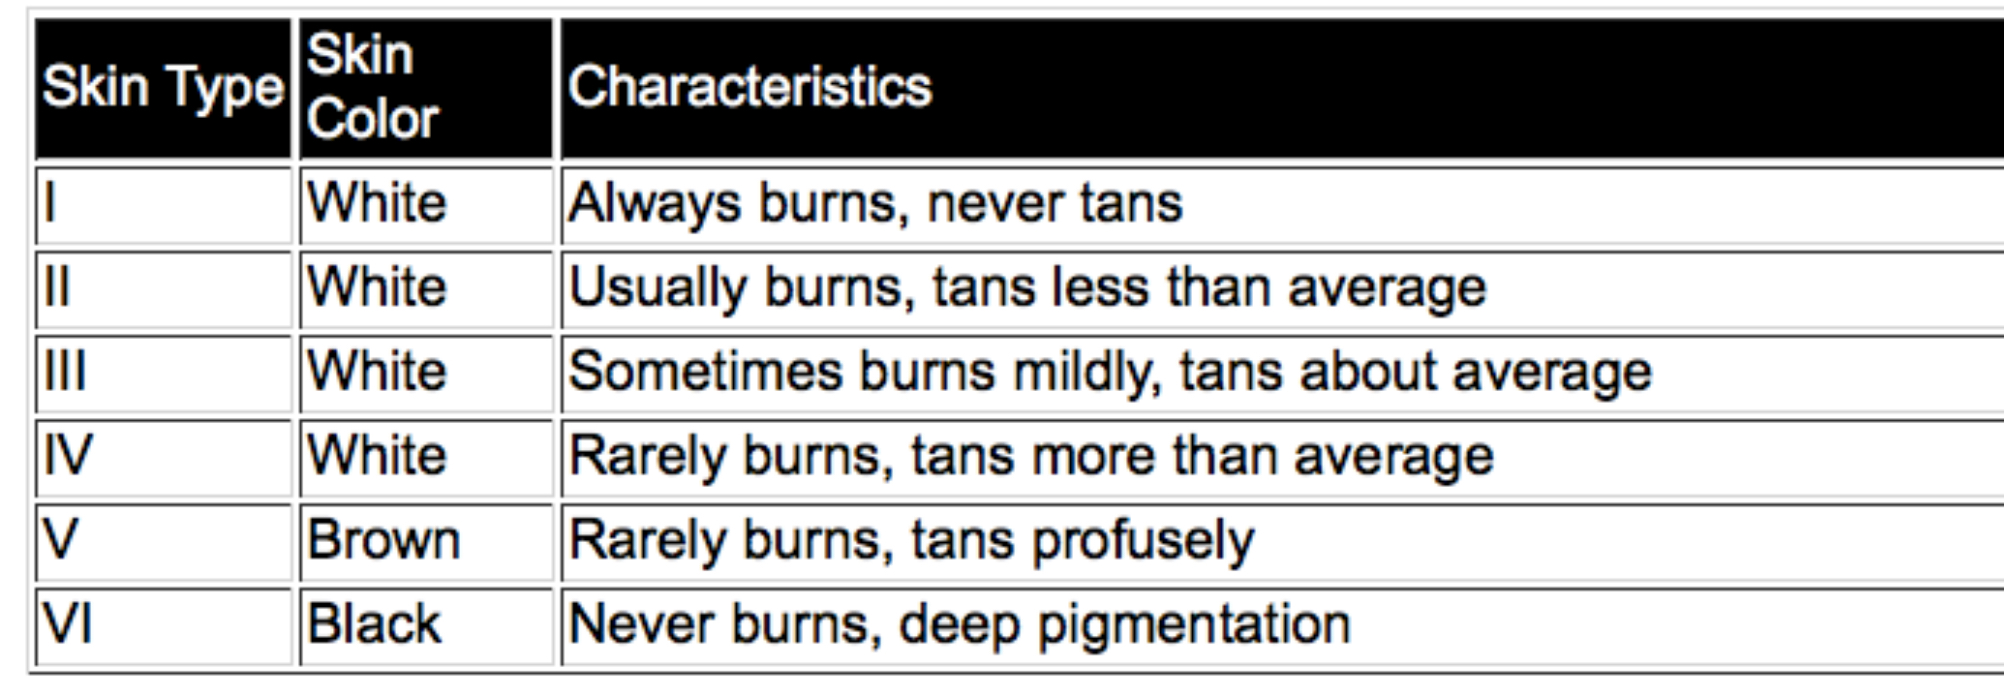 Skin Type Skin Color Characteristics
I White Always burns, never tans
II White Usually burns, tans less than average
III White Sometimes burns mildly, tans about average
IV White Rarely burns, tans more than average
V Brown Rarely burns, tans profusely
VI Black Never burns, deep pigmentation